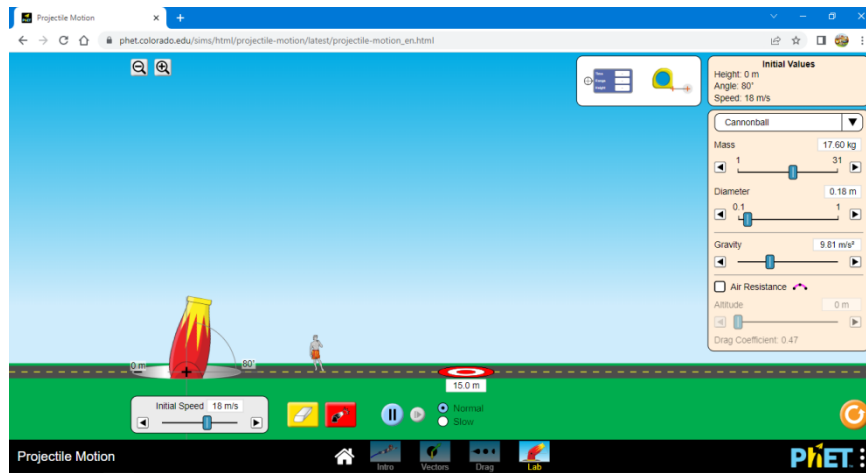 Projectile Motion
phet.colorado.edu/sims/html/projectile-motion/latest/projectile-motion_en.html
Initial Values
Height: 0 m
Angle: 80°
Speed: 18 m/s
Cannonball
Mass 17.60 kg
1 31
Diameter 0.18 m
0.1 1
Gravity 9.81 m/s²
Air Resistance
Altitude 0 m
Drag Coefficient: 0.47
0 m 80°
15.0 m
Initial Speed 18 m/s
Normal
Slow
Projectile Motion
Intro Vectors Drag Lab
PhET